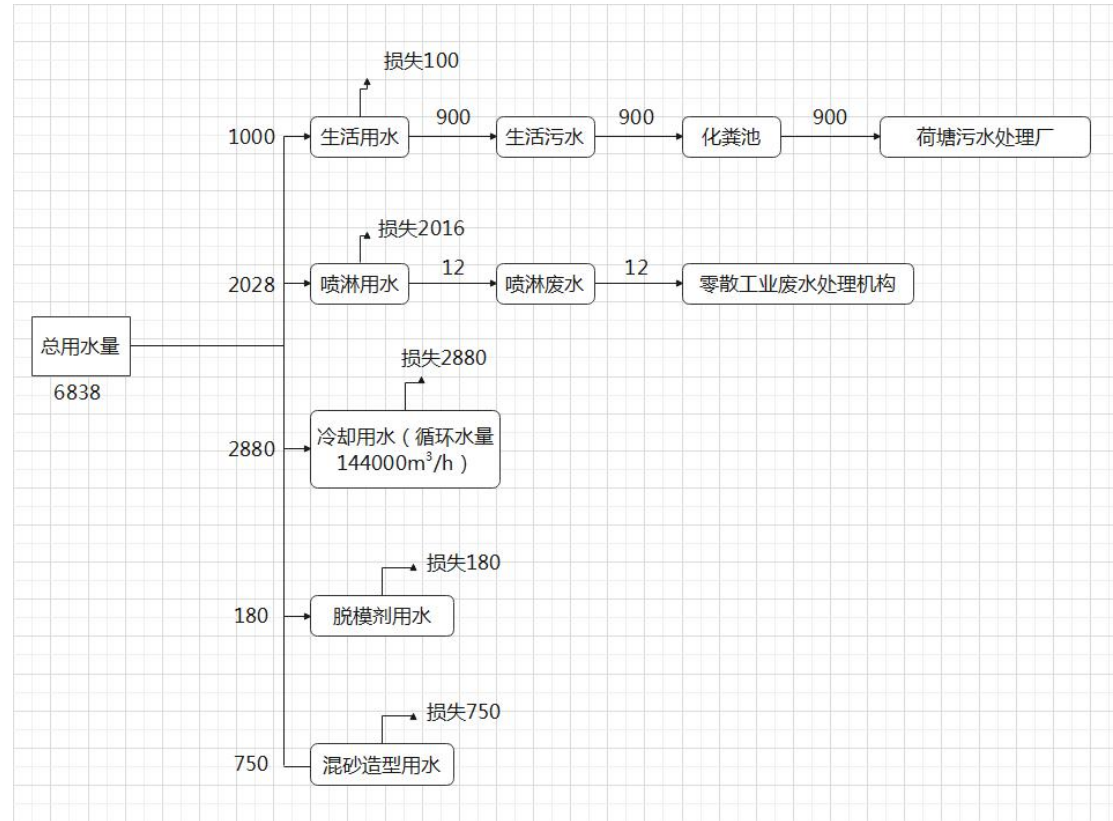 损失100
1000
生活用水
900
生活污水
900
化粪池
900
荷塘污水处理厂
损失2016
2028
喷淋用水
12
喷淋废水
12
零散工业废水处理机构
总用水量
6838
损失2880
2880
冷却用水（循环水量
144000m³/h）
损失180
180
脱模剂用水
损失750
750
混砂造型用水